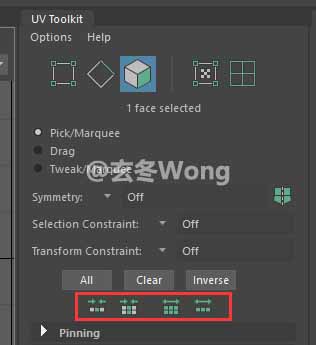 UV Toolkit
Options Help
1 face selected
Pick/Marquee
Drag
Tweak/Marquee
@玄冬Wong
Symmetry: Off
Selection Constraint: Off
Transform Constraint: Off
All Clear Inverse
Pinning